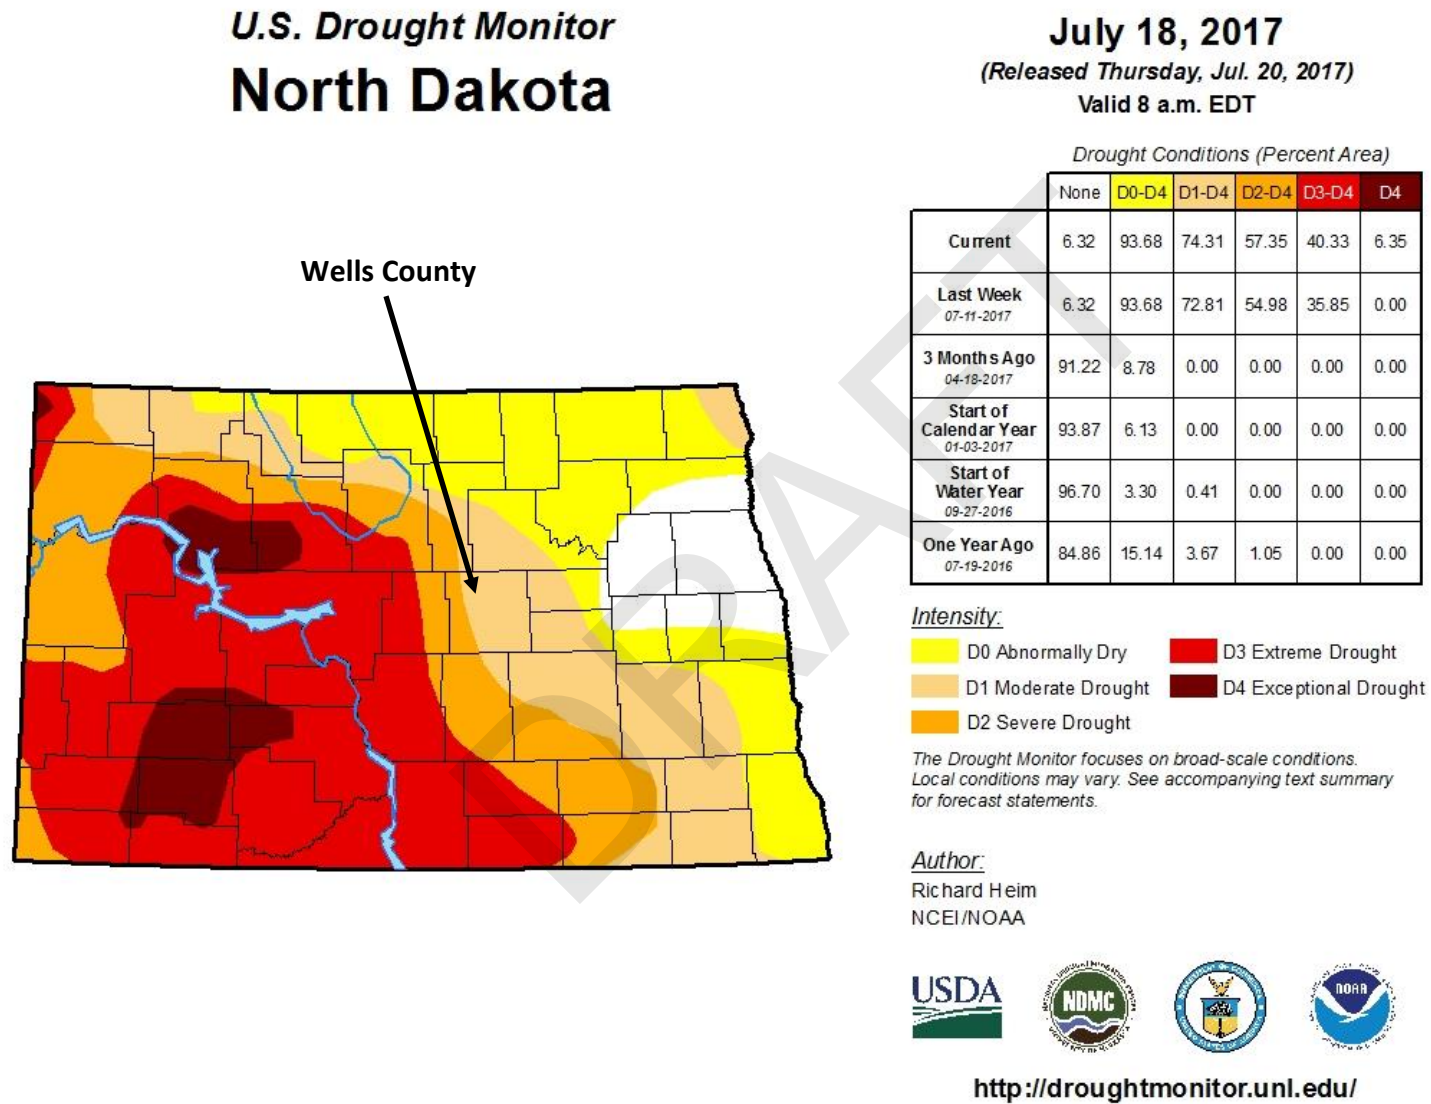 U.S. Drought Monitor
North Dakota
July 18, 2017
(Released Thursday, Jul. 20, 2017)
Valid 8 a.m. EDT
Drought Conditions (Percent Area)
None D0-D4 D1-D4 D2-D4 D3-D4 D4
Current 6.32 93.68 74.31 57.35 40.33 6.35
Last Week
07-11-2017
6.32 93.68 72.81 54.98 35.85 0.00
3 Months Ago
04-18-2017
91.22 8.78 0.00 0.00 0.00 0.00
Start of
Calendar Year
01-03-2017
93.87 6.13 0.00 0.00 0.00 0.00
Start of
Water Year
09-27-2016
96.70 3.30 0.41 0.00 0.00 0.00
One Year Ago
07-19-2016
84.86 15.14 3.67 1.05 0.00 0.00
Wells County
DRAFT
Intensity:
D0 Abnormally Dry
D1 Moderate Drought
D2 Severe Drought
D3 Extreme Drought
D4 Exceptional Drought
The Drought Monitor focuses on broad-scale conditions.
Local conditions may vary. See accompanying text summary
for forecast statements.
Author:
Richard Heim
NCEI/NOAA
USDA
NDMC
NOAA
http://droughtmonitor.unl.edu/